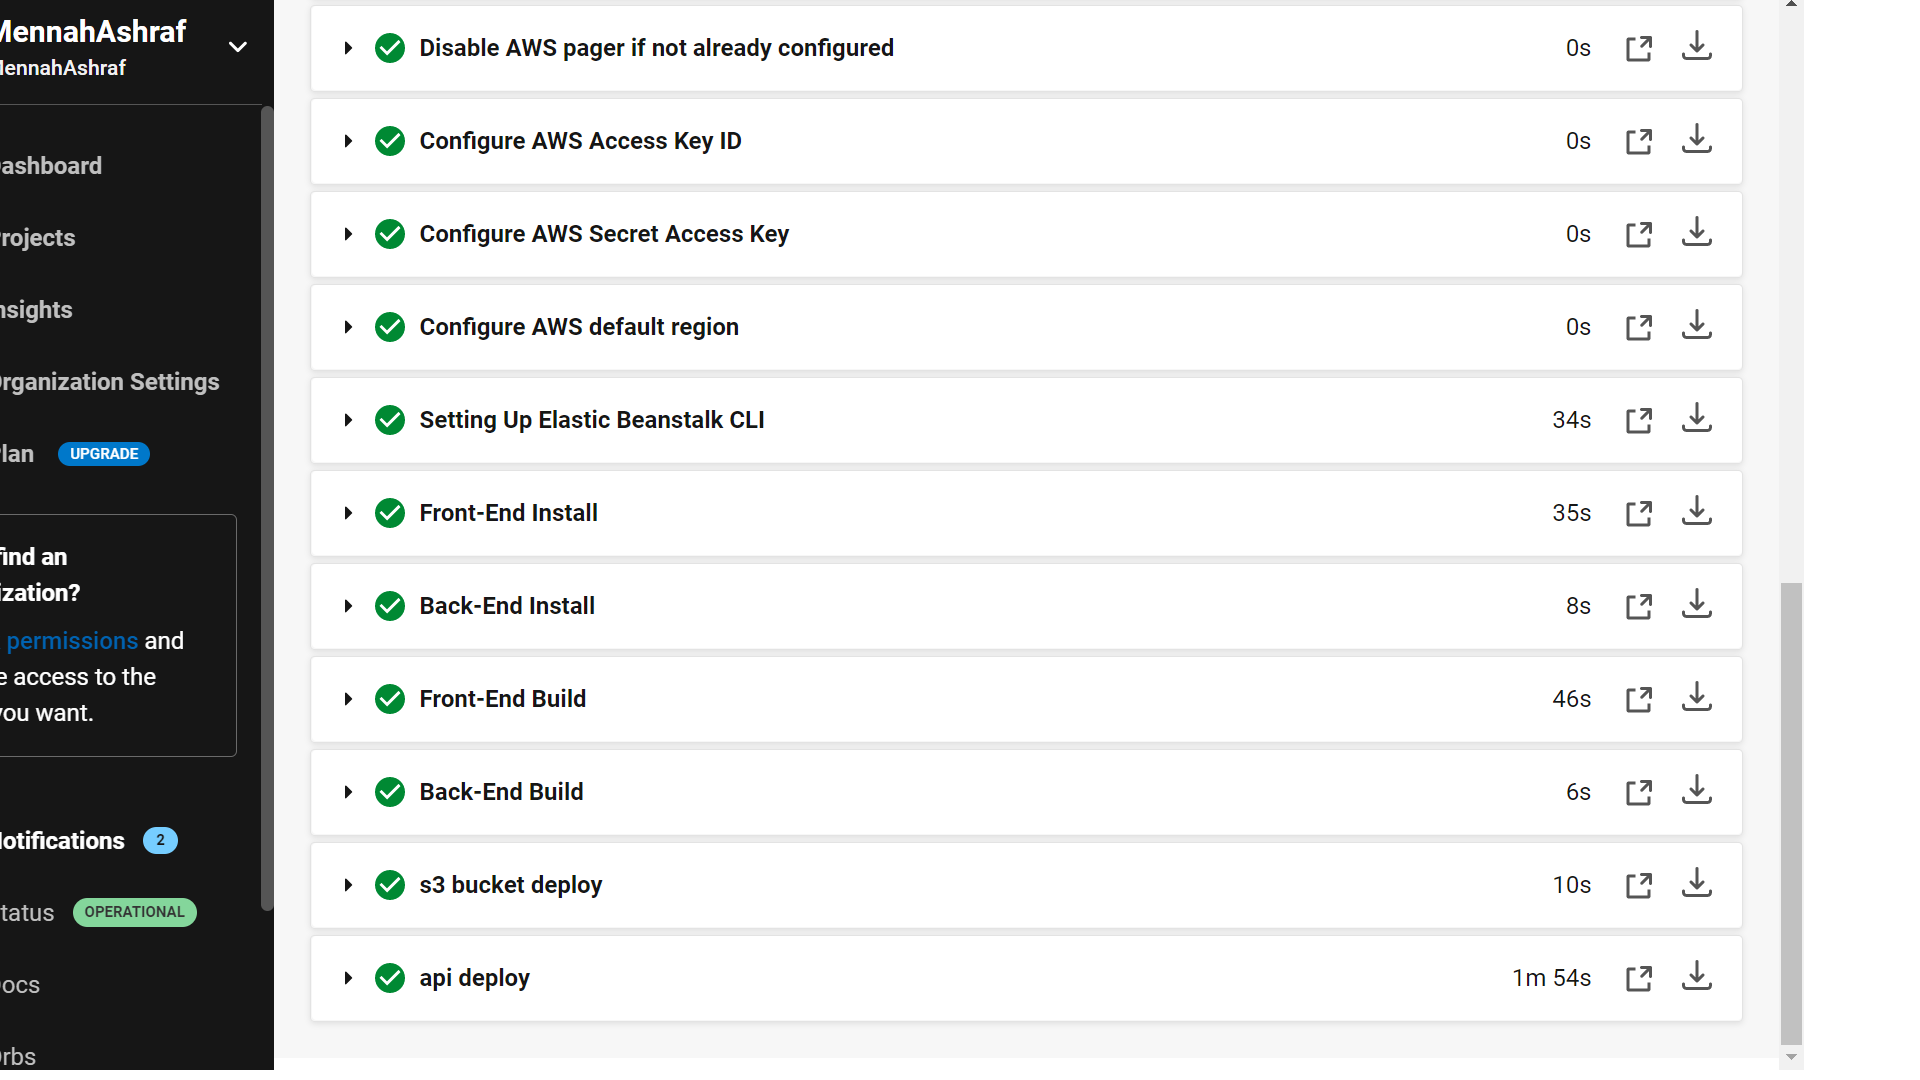 MennahAshraf
MennahAshraf
ashboard
rojects
nsights
rganization Settings
lan UPGRADE
find an
ization?
permissions and
e access to the
you want.
otifications 2
tatus OPERATIONAL
ocs
rbs
Disable AWS pager if not already configured 0s
Configure AWS Access Key ID 0s
Configure AWS Secret Access Key 0s
Configure AWS default region 0s
Setting Up Elastic Beanstalk CLI 34s
Front-End Install 35s
Back-End Install 8s
Front-End Build 46s
Back-End Build 6s
s3 bucket deploy 10s
api deploy 1m 54s